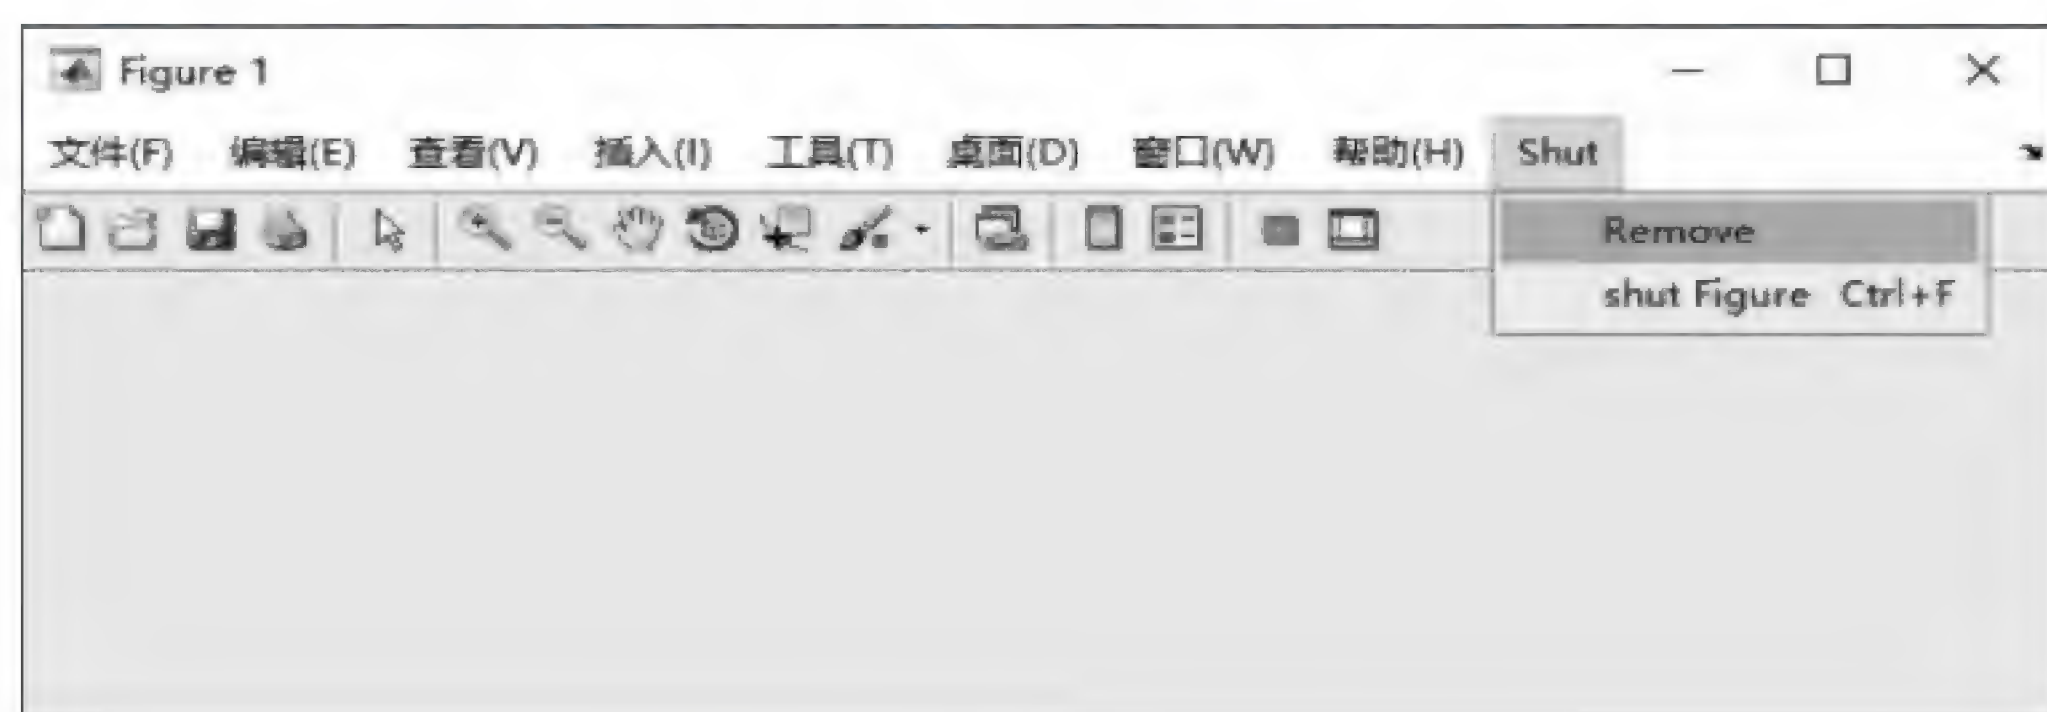 Figure 1
文件(F) 编辑(E) 查看(V) 插入(I) 工具(T) 桌面(D) 窗口(W) 帮助(H) Shut
Remove
shut Figure Ctrl+F